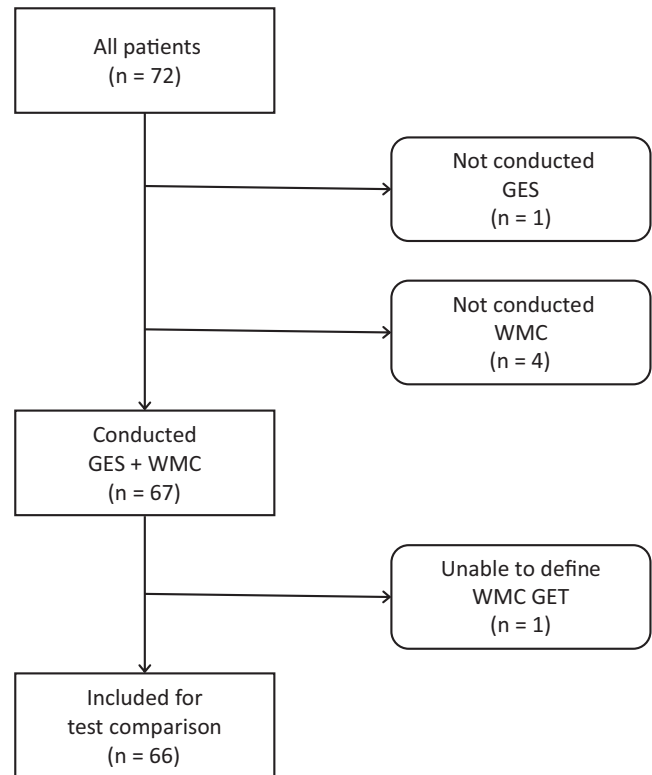 All patients
(n = 72)
Not conducted
GES
(n = 1)
Not conducted
WMC
(n = 4)
Conducted
GES + WMC
(n = 67)
Unable to define
WMC GET
(n = 1)
Included for
test comparison
(n = 66)